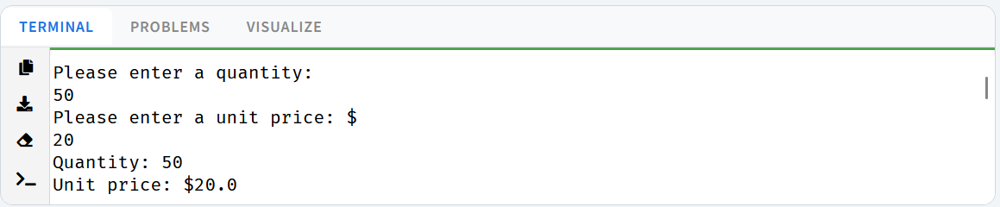 TERMINAL PROBLEMS VISUALIZE
Please enter a quantity:
50
Please enter a unit price: $
20
Quantity: 50
Unit price: $20.0